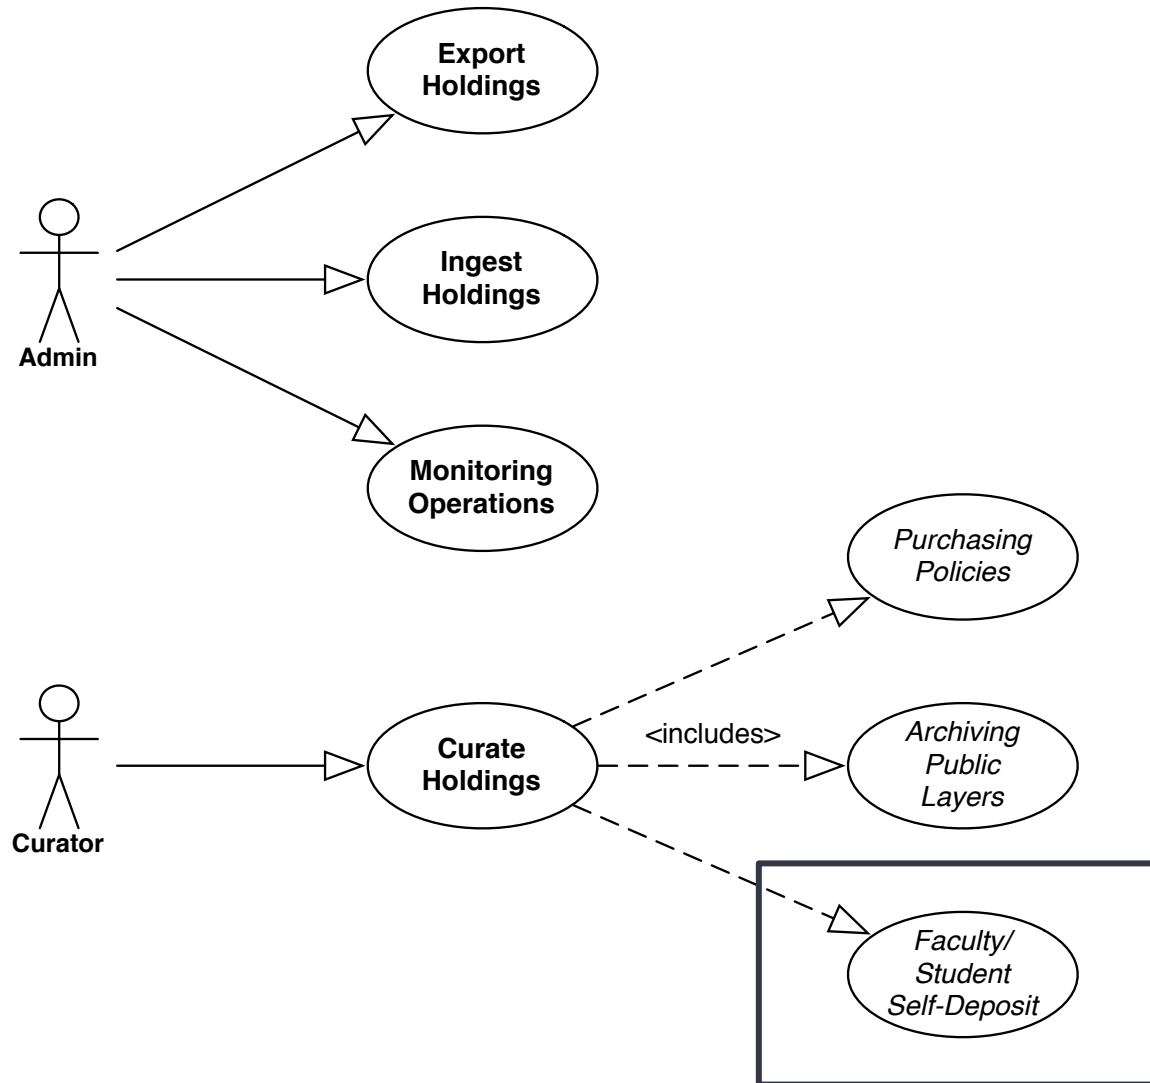 Export
Holdings
Ingest
Holdings
Admin
Monitoring
Operations
Purchasing
Policies
<includes>
Curate
Holdings
Archiving
Public
Layers
Curator
Faculty/
Student
Self-Deposit